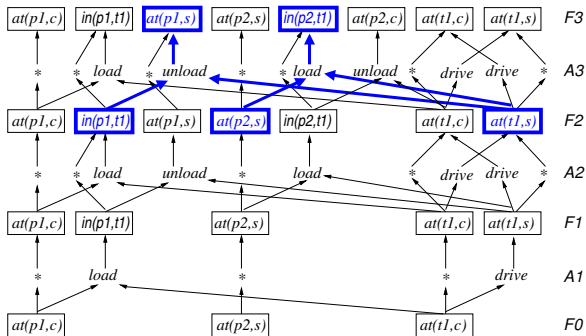 at(p1,c) in(p1,t1) at(p1,s) at(p2,s) in(p2,t1) at(p2,c) at(t1,c) at(t1,s) F3
* * load * unload * * load unload * drive drive * A3
at(p1,c) in(p1,t1) at(p1,s) at(p2,s) in(p2,t1) at(t1,c) at(t1,s) F2
* load * unload * load * drive drive * A2
at(p1,c) in(p1,t1) at(p2,s) at(t1,c) at(t1,s) F1
* load * * drive A1
at(p1,c) at(p2,s) at(t1,c) F0